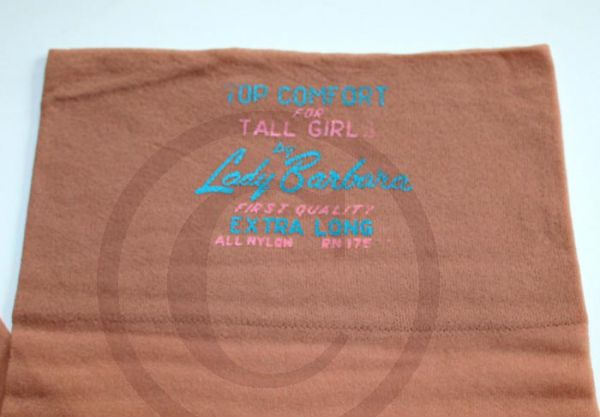 TOP COMFORT
FOR
TALL GIRLS
by
Lady Barbara
FIRST QUALITY
EXTRA LONG
ALL NYLON RN 175
©